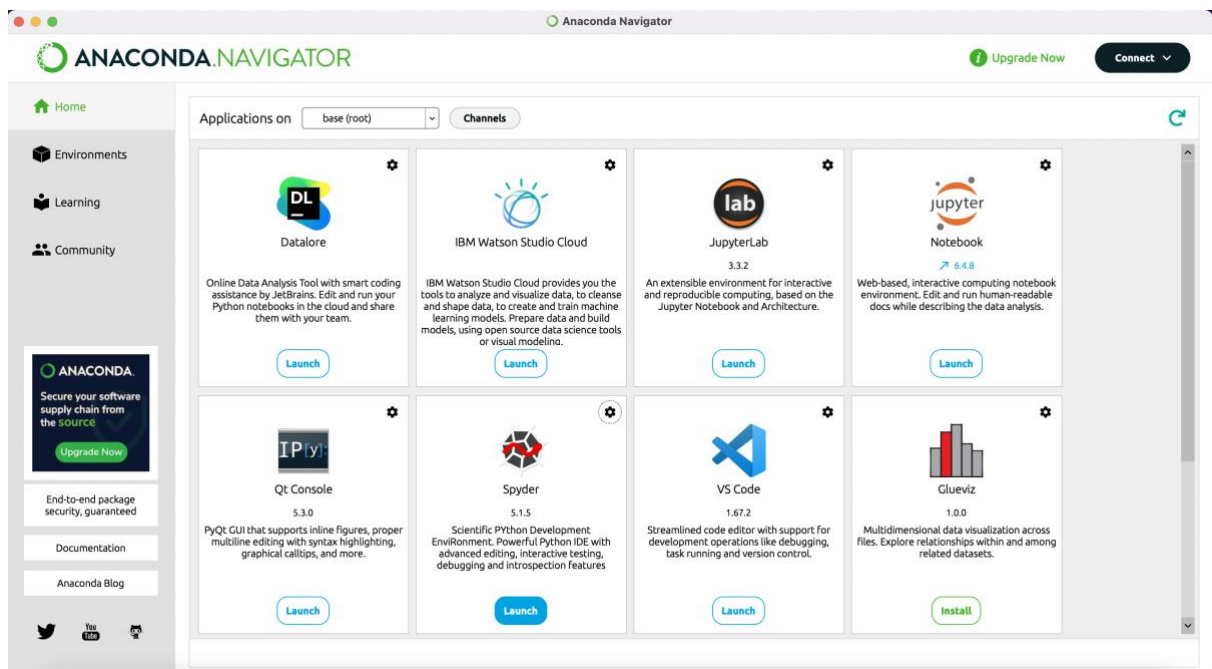 Anaconda Navigator
ANACONDA.NAVIGATOR
Upgrade Now
Connect
Home
Environments
Learning
Community
ANACONDA.
Secure your software
supply chain from
the source
Upgrade Now
End-to-end package
security, guaranteed
Documentation
Anaconda Blog
You
Tube
Applications on
base (root)
Channels
DL
Datalore
Online Data Analysis Tool with smart coding
assistance by JetBrains. Edit and run your
Python notebooks in the cloud and share
them with your team.
Launch
IBM Watson Studio Cloud
IBM Watson Studio Cloud provides you the
tools to analyze and visualize data, to cleanse
and shape data, to create and train machine
learning models. Prepare data and build
models, using open source data science tools
or visual modeling.
Launch
lab
JupyterLab
3.3.2
An extensible environment for interactive
and reproducible computing, based on the
Jupyter Notebook and Architecture.
Launch
jupyter
Notebook
6.4.8
Web-based, interactive computing notebook
environment. Edit and run human-readable
docs while describing the data analysis.
Launch
IP[y]:
Qt Console
5.3.0
PyQt GUI that supports inline figures, proper
multiline editing with syntax highlighting,
graphical calltips, and more.
Launch
Spyder
5.1.5
Scientific PYthon Development
EnviRonment. Powerful Python IDE with
advanced editing, interactive testing,
debugging and introspection features
Launch
VS Code
1.67.2
Streamlined code editor with support for
development operations like debugging,
task running and version control.
Launch
Glueviz
1.0.0
Multidimensional data visualization across
files. Explore relationships within and among
related datasets.
Install